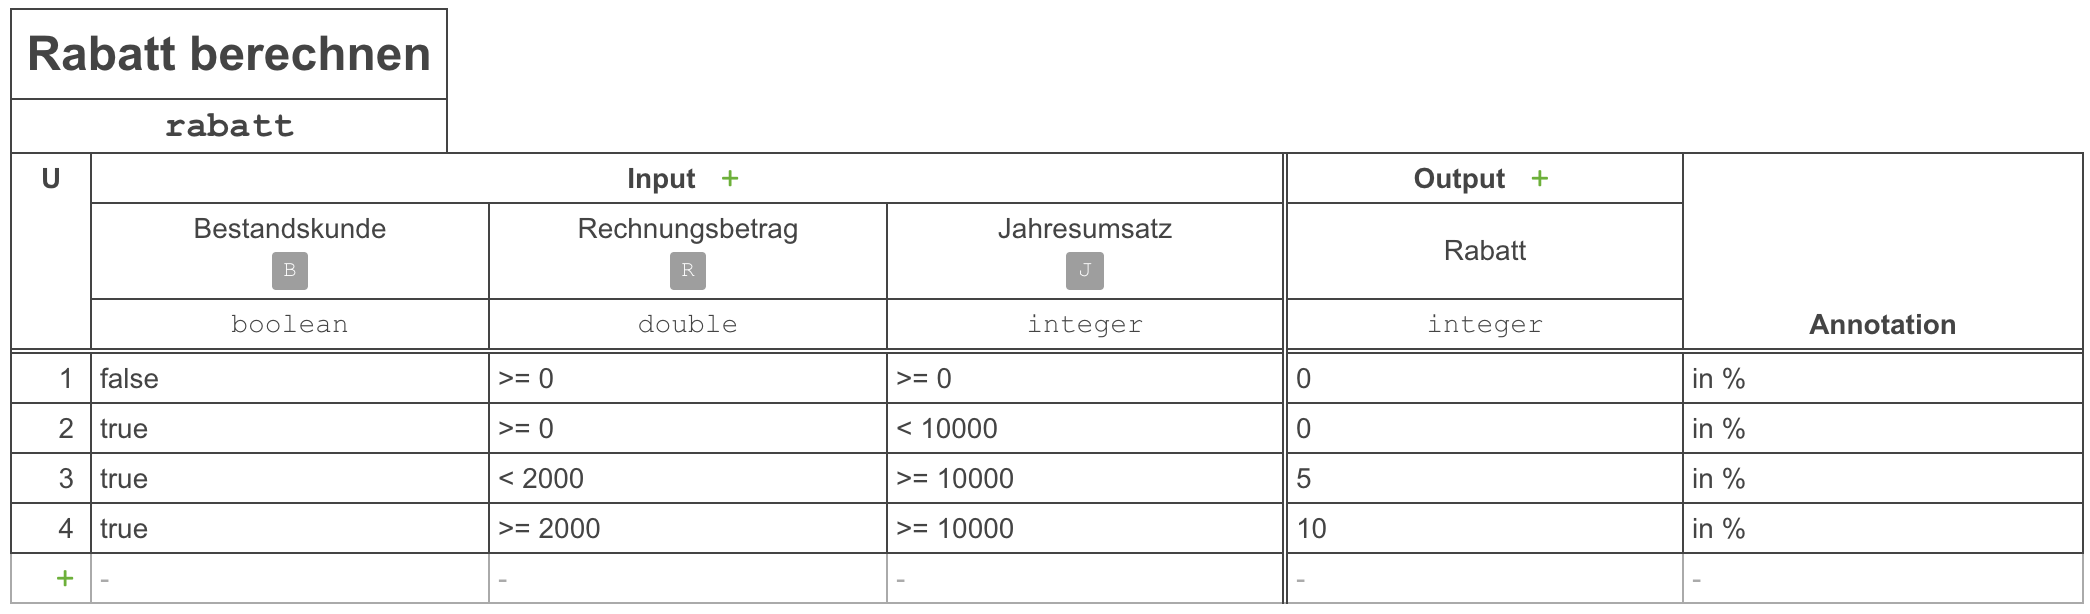 Rabatt berechnen
rabatt
U Input + Output +
Bestandskunde Rechnungsbetrag Jahresumsatz Rabatt
B R J
boolean double integer integer Annotation
1 false >= 0 >= 0 0 in %
2 true >= 0 < 10000 0 in %
3 true < 2000 >= 10000 5 in %
4 true >= 2000 >= 10000 10 in %
+ - - - - -